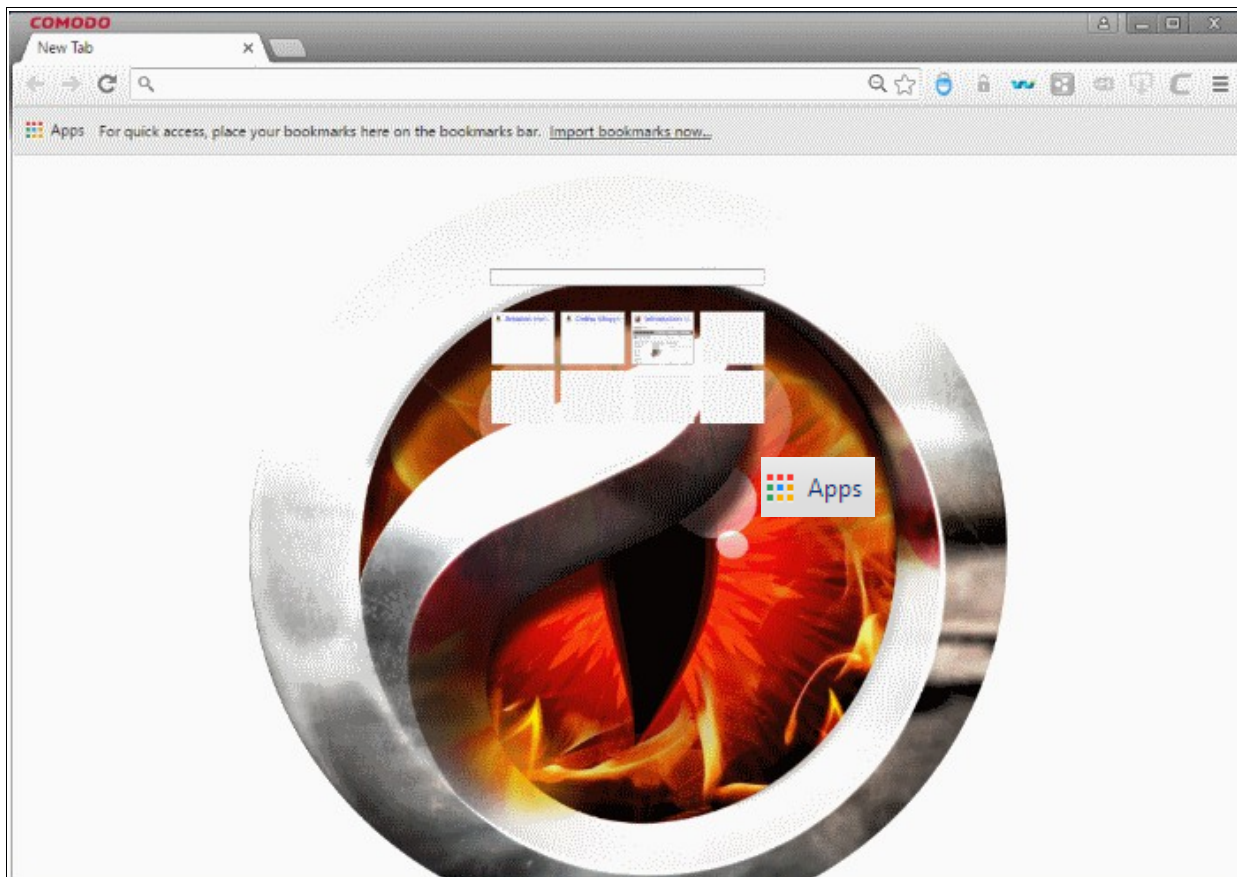 COMODO
New Tab
Apps For quick access, place your bookmarks here on the bookmarks bar. Import bookmarks now...
Apps